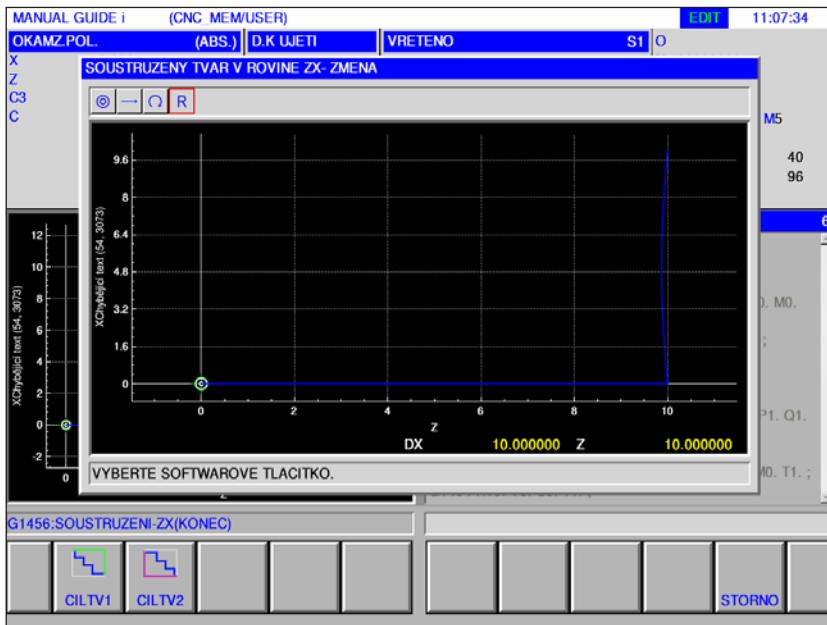 MANUAL GUIDE i (CNC_MEM/USER) EDIT 11:07:34
OKAMZ.POL. (ABS.) D.K UJETI VRETENO S1 O
X
Z
C3
C
M5
40
96
SOUSTRUZENY TVAR V ROVINE ZX- ZMENA
R
9.6
8
6.4
4.8
3.2
1.6
0
XChybějící text (54, 3073)
0 2 4 6 8 10
Z
DX 10.000000 Z 10.000000
VYBERTE SOFTWAROVE TLACITKO.
12
10
8
6
4
2
0
-2
XChybějící text (54, 3073)
0
6
0. M0.
;
P1. Q1.
M0. T1. ;
G1456:SOUSTRUZENI-ZX(KONEC)
CILTV1 CILTV2 STORNO